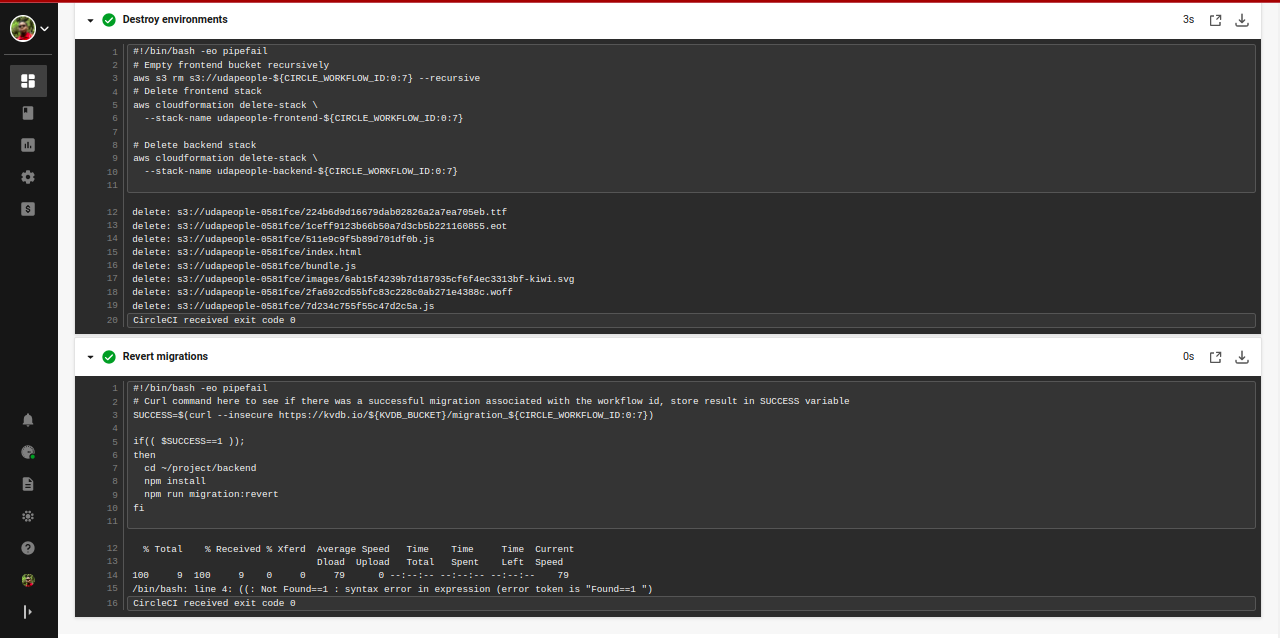 Destroy environments
3s
1 #!/bin/bash -eo pipefail
2 # Empty frontend bucket recursively
3 aws s3 rm s3://udapeople-${CIRCLE_WORKFLOW_ID:0:7} --recursive
4 # Delete frontend stack
5 aws cloudformation delete-stack \
6   --stack-name udapeople-frontend-${CIRCLE_WORKFLOW_ID:0:7}
7
8 # Delete backend stack
9 aws cloudformation delete-stack \
10   --stack-name udapeople-backend-${CIRCLE_WORKFLOW_ID:0:7}
11
12 delete: s3://udapeople-0581fce/224b6d9d16679dab02826a2a7ea705eb.ttf
13 delete: s3://udapeople-0581fce/1ceff9123b66b50a7d3cb5b221160855.eot
14 delete: s3://udapeople-0581fce/511e9c9f5b89d701df0b.js
15 delete: s3://udapeople-0581fce/index.html
16 delete: s3://udapeople-0581fce/bundle.js
17 delete: s3://udapeople-0581fce/images/6ab15f4239b7d187935cf6f4ec3313bf-kiwi.svg
18 delete: s3://udapeople-0581fce/2fa692cd55bfc83c228c0ab271e4388c.woff
19 delete: s3://udapeople-0581fce/7d234c755f55c47d2c5a.js
20 CircleCI received exit code 0
Revert migrations
0s
1 #!/bin/bash -eo pipefail
2 # Curl command here to see if there was a successful migration associated with the workflow id, store result in SUCCESS variable
3 SUCCESS=$(curl --insecure https://kvdb.io/${KVDB_BUCKET}/migration_${CIRCLE_WORKFLOW_ID:0:7})
4
5 if(( $SUCCESS==1 ));
6 then
7   cd ~/project/backend
8   npm install
9   npm run migration:revert
10 fi
11
12   % Total    % Received % Xferd  Average Speed   Time    Time     Time  Current
13                                  Dload  Upload   Total   Spent    Left  Speed
14 100     9  100     9    0     0     79      0 --:--:-- --:--:-- --:--:--    79
15 /bin/bash: line 4: ((: Not Found==1 : syntax error in expression (error token is "Found==1 ")
16 CircleCI received exit code 0